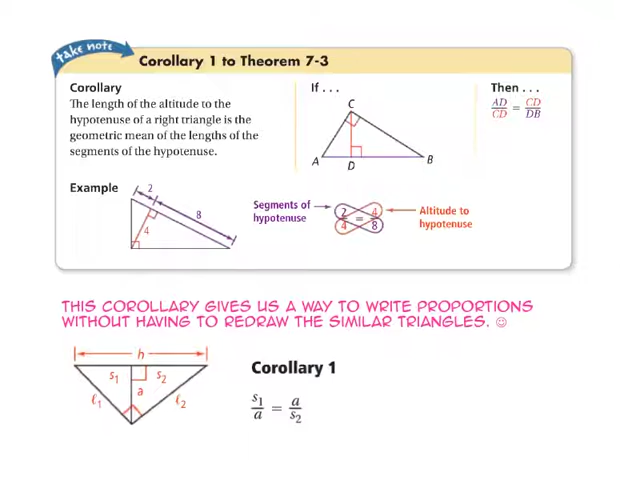 take note
Corollary 1 to Theorem 7-3
Corollary
The length of the altitude to the
hypotenuse of a right triangle is the
geometric mean of the lengths of the
segments of the hypotenuse.
If . . .
C
A
D
B
Then . . .
AD/CD = CD/DB
Example
2
8
4
Segments of
hypotenuse
2/4 = 4/8
Altitude to
hypotenuse
THIS COROLLARY GIVES US A WAY TO WRITE PROPORTIONS
WITHOUT HAVING TO REDRAW THE SIMILAR TRIANGLES. ☺
h
s₁ s₂
a
ℓ₁ ℓ₂
Corollary 1
s₁/a = a/s₂